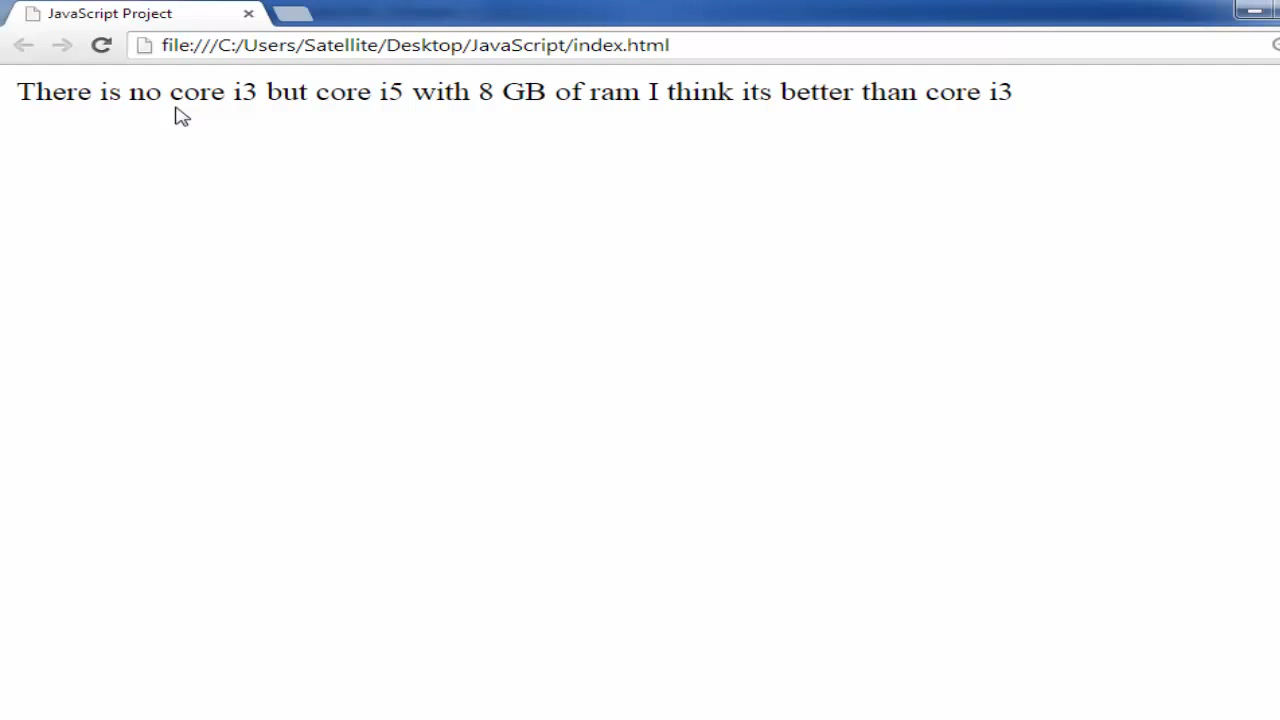 JavaScript Project
file:///C:/Users/Satellite/Desktop/JavaScript/index.html
There is no core i3 but core i5 with 8 GB of ram I think its better than core i3